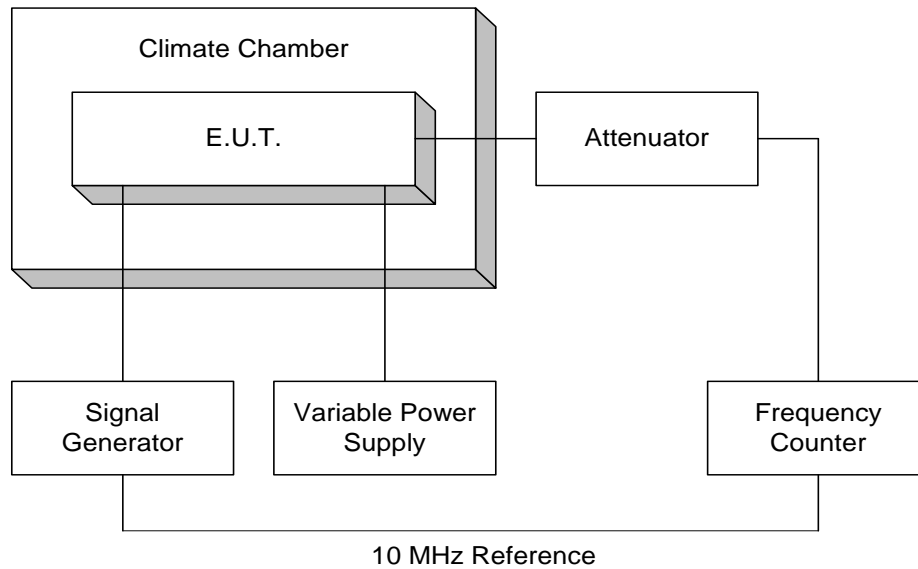 Climate Chamber
E.U.T.
Attenuator
Signal
Generator
Variable Power
Supply
Frequency
Counter
10 MHz Reference